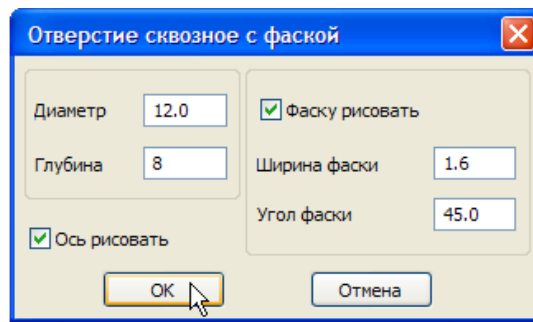 Отверстие сквозное с фаской
Диаметр 12.0
Глубина 8
Ось рисовать
Фаску рисовать
Ширина фаски 1.6
Угол фаски 45.0
OK Отмена